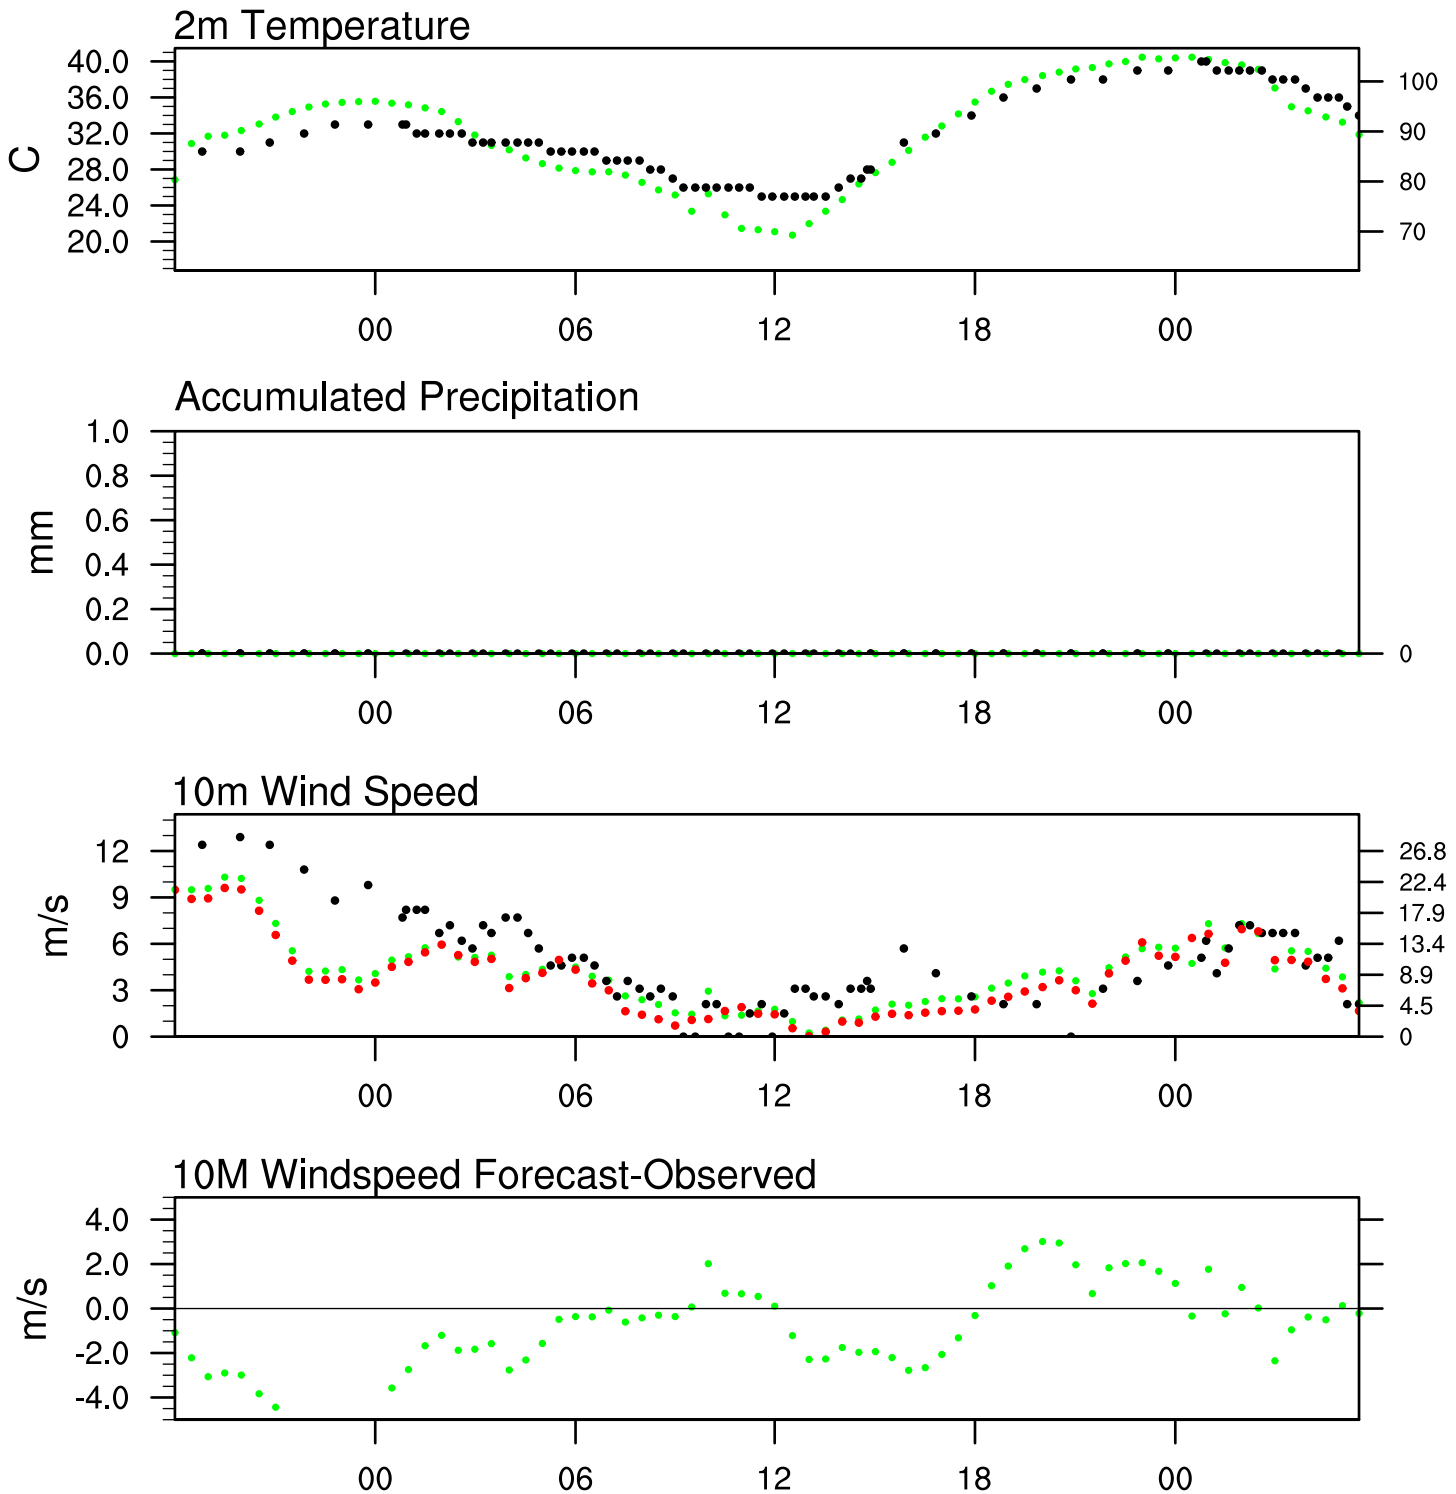 2m Temperature
40.0
36.0
32.0
28.0
24.0
20.0
C
100
90
80
70
00 06 12 18 00
Accumulated Precipitation
1.0
0.8
0.6
0.4
0.2
0.0
mm
0
00 06 12 18 00
10m Wind Speed
12
9
6
3
0
m/s
26.8
22.4
17.9
13.4
8.9
4.5
0
00 06 12 18 00
10M Windspeed Forecast-Observed
4.0
2.0
0.0
-2.0
-4.0
m/s
00 06 12 18 00